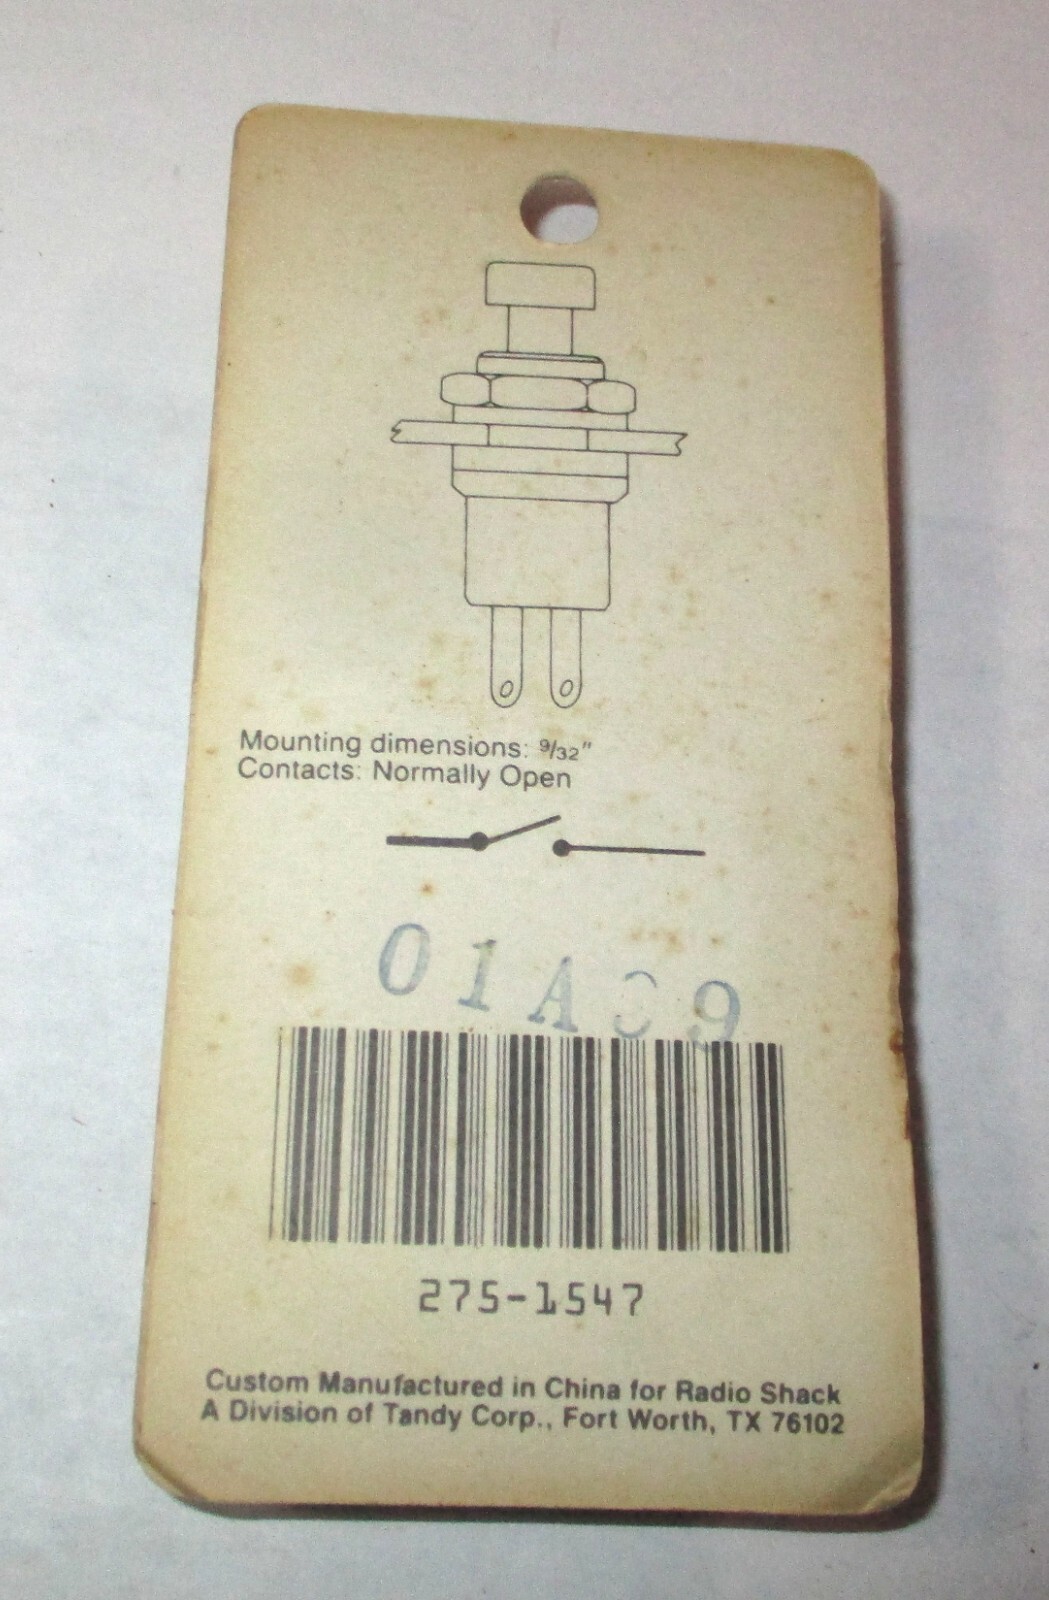 Mounting dimensions: 9/32"
Contacts: Normally Open
275-1547
Custom Manufactured in China for Radio Shack
A Division of Tandy Corp., Fort Worth, TX 76102